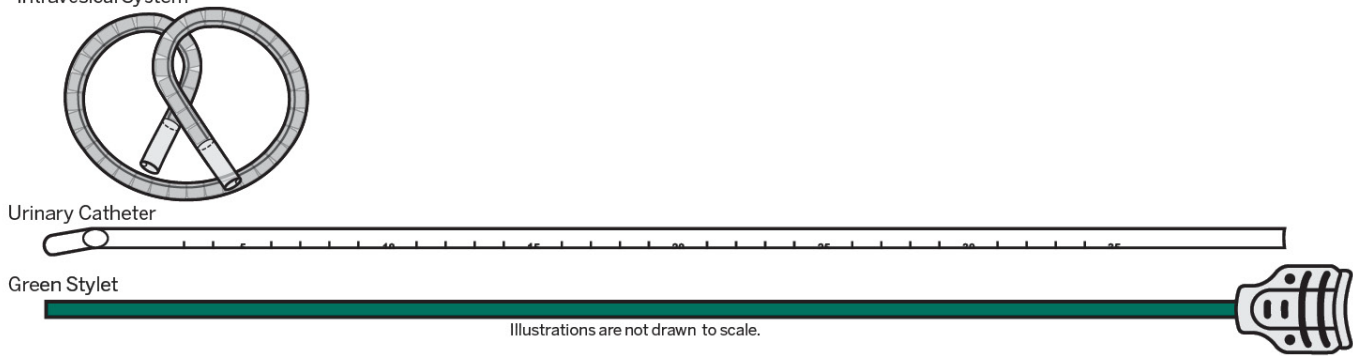 Intravesical System
Urinary Catheter
5 10 15 20 25 30 35
Green Stylet
Illustrations are not drawn to scale.